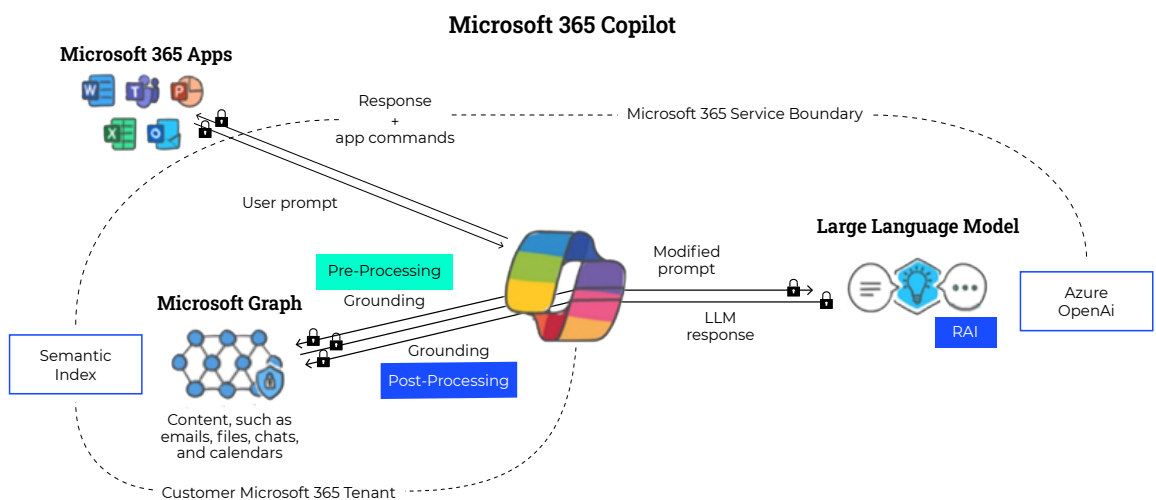 Microsoft 365 Copilot
Microsoft 365 Apps
W
T
P
X
O
Response
+
app commands
Microsoft 365 Service Boundary
User prompt
Large Language Model
Modified
prompt
Pre-Processing
Grounding
Microsoft Graph
Azure
OpenAi
LLM
response
RAI
Semantic
Index
Grounding
Post-Processing
Content, such as
emails, files, chats,
and calendars
Customer Microsoft 365 Tenant